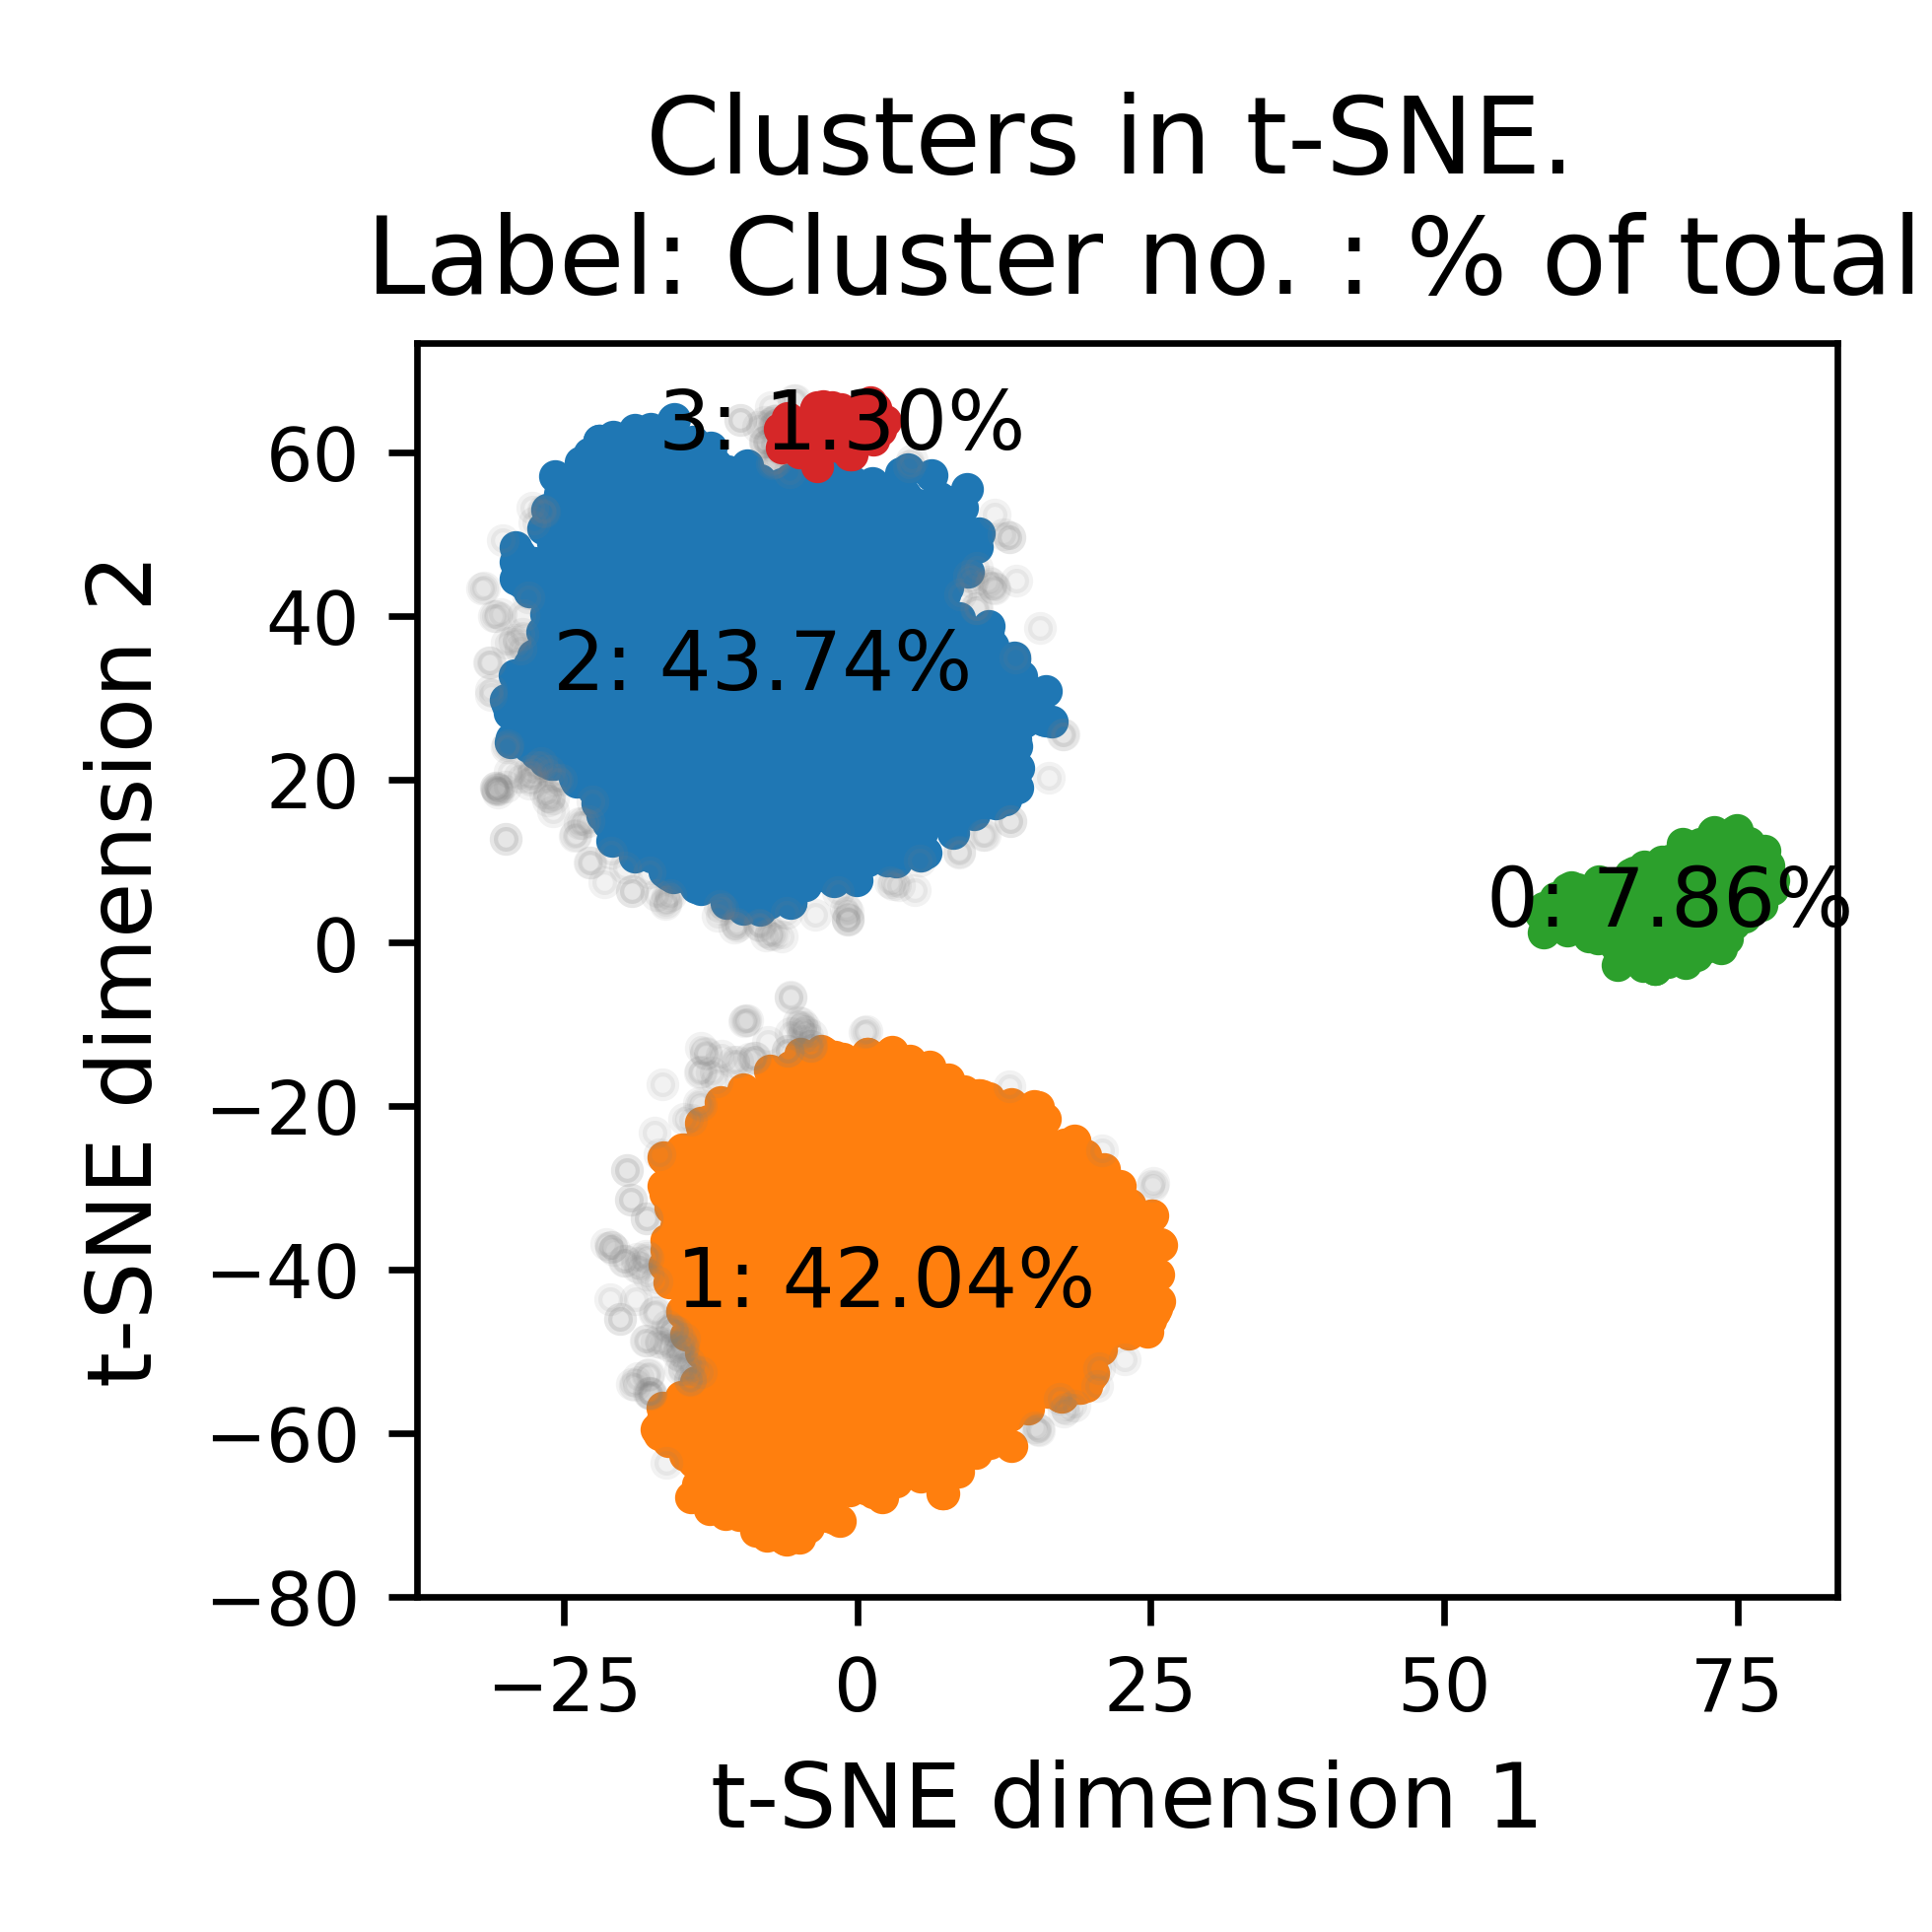 Clusters in t-SNE.
Label: Cluster no. : % of total
t-SNE dimension 2
60
40
20
0
−20
−40
−60
−80
3: 1.30%
2: 43.74%
0: 7.86%
1: 42.04%
−25 0 25 50 75
t-SNE dimension 1